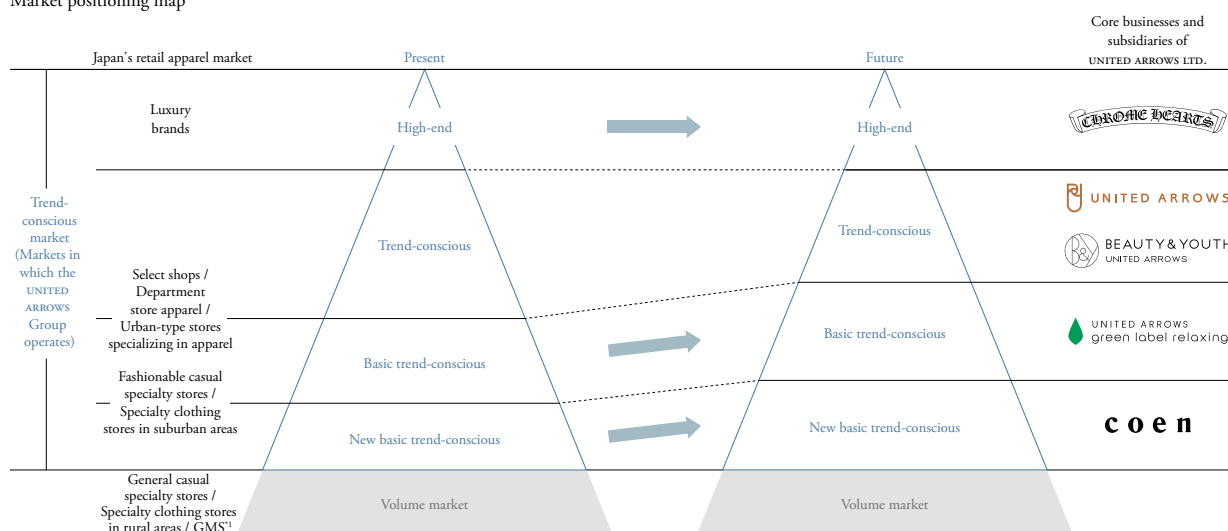 Market positioning map
Core businesses and
subsidiaries of
UNITED ARROWS LTD.
Japan's retail apparel market
Present
Future
Luxury
brands
High-end
High-end
CHROME HEARTS
Trend-
conscious
market
(Markets in
which the
UNITED
ARROWS
Group
operates)
Trend-conscious
Trend-conscious
UNITED ARROWS
B&Y
BEAUTY&YOUTH
UNITED ARROWS
Select shops /
Department
store apparel /
Urban-type stores
specializing in apparel
Basic trend-conscious
Basic trend-conscious
UNITED ARROWS
green label relaxing
Fashionable casual
specialty stores /
Specialty clothing
stores in suburban areas
New basic trend-conscious
New basic trend-conscious
coen
General casual
specialty stores /
Specialty clothing stores
in rural areas / GMS*1
Volume market
Volume market